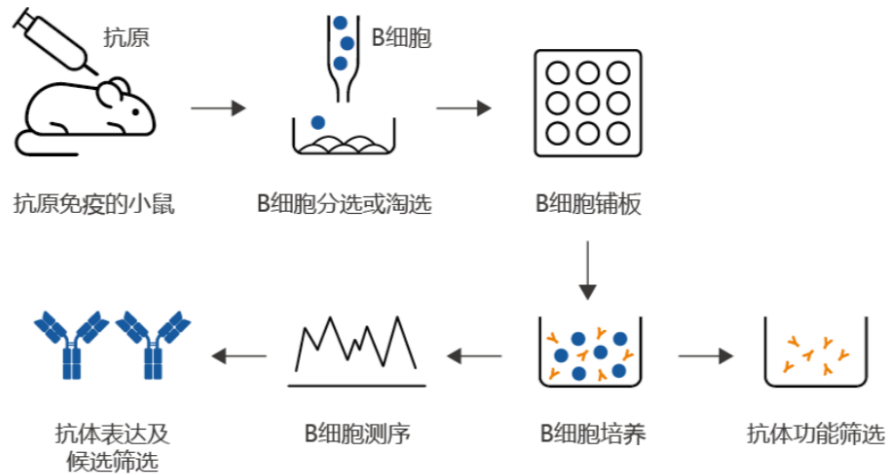 抗原
B细胞
抗原免疫的小鼠
B细胞分选或淘选
B细胞铺板
抗体表达及
候选筛选
B细胞测序
B细胞培养
抗体功能筛选